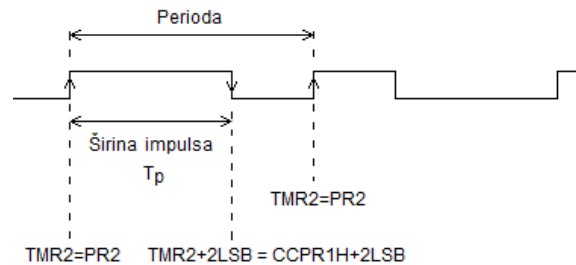 Perioda
Širina impulsa
Tp
TMR2=PR2
TMR2=PR2
TMR2+2LSB = CCPR1H+2LSB